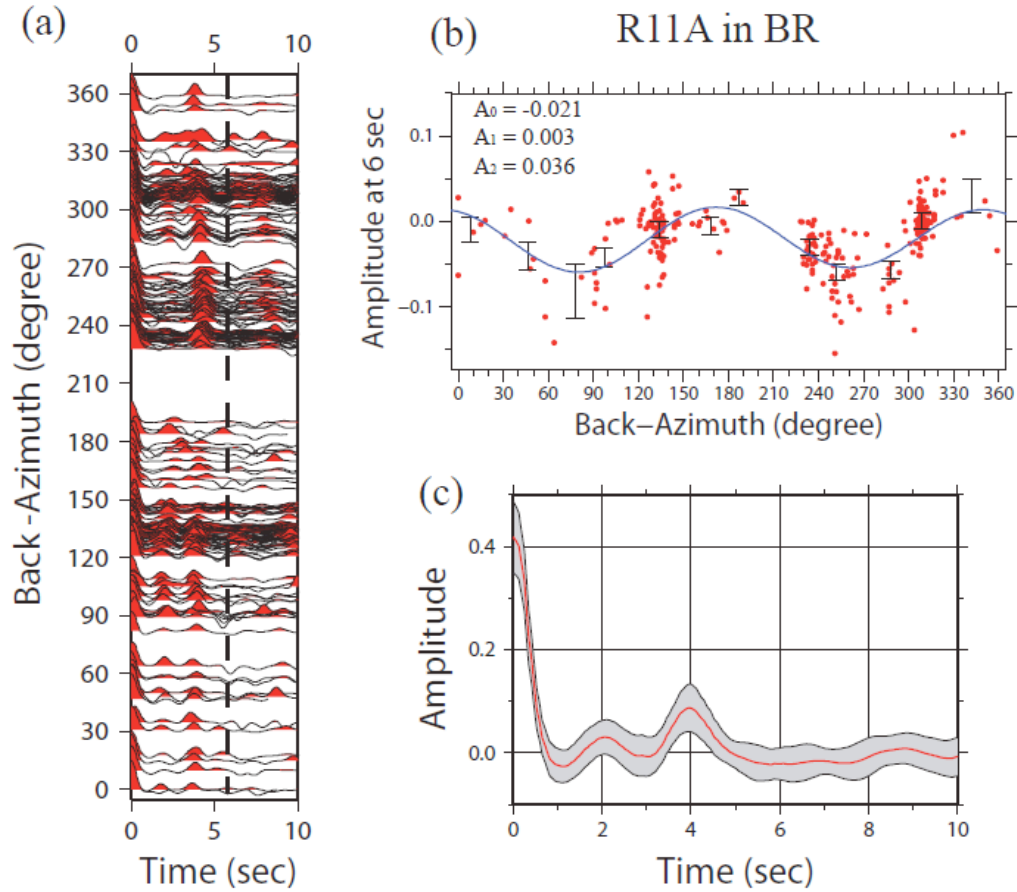 (a)
0 5 10
360
330
300
270
240
210
180
150
120
90
60
30
0
Back -Azimuth (degree)
0 5 10
Time (sec)
(b) R11A in BR
A0 = -0.021
A1 = 0.003
A2 = 0.036
0.1
0.0
−0.1
Amplitude at 6 sec
0 30 60 90 120 150 180 210 240 270 300 330 360
Back−Azimuth (degree)
(c)
0.4
0.2
0.0
Amplitude
0 2 4 6 8 10
Time (sec)